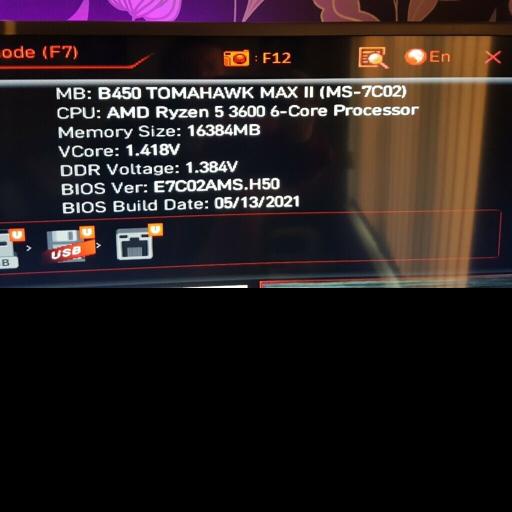 ode (F7)
: F12
En
MB: B450 TOMAHAWK MAX II (MS-7C02)
CPU: AMD Ryzen 5 3600 6-Core Processor
Memory Size: 16384MB
VCore: 1.418V
DDR Voltage: 1.384V
BIOS Ver: E7C02AMS.H50
BIOS Build Date: 05/13/2021
U U U
B USB